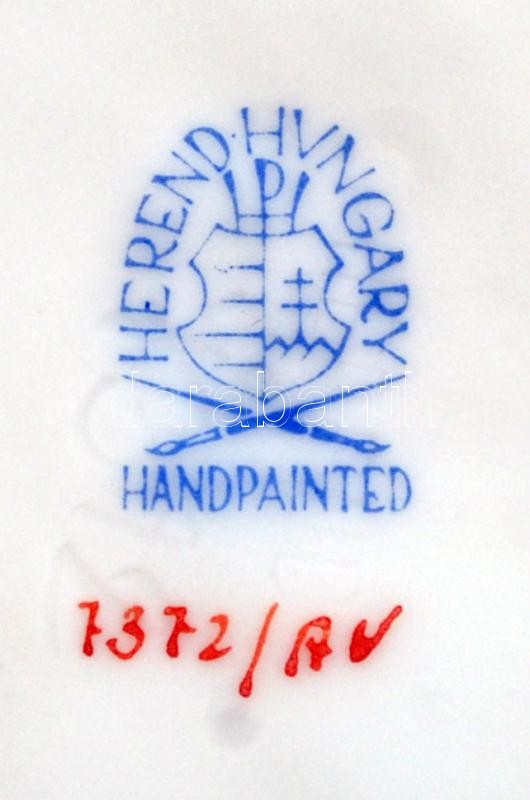 HEREND·HVNGARY
darabanth
HANDPAINTED
7372/AV